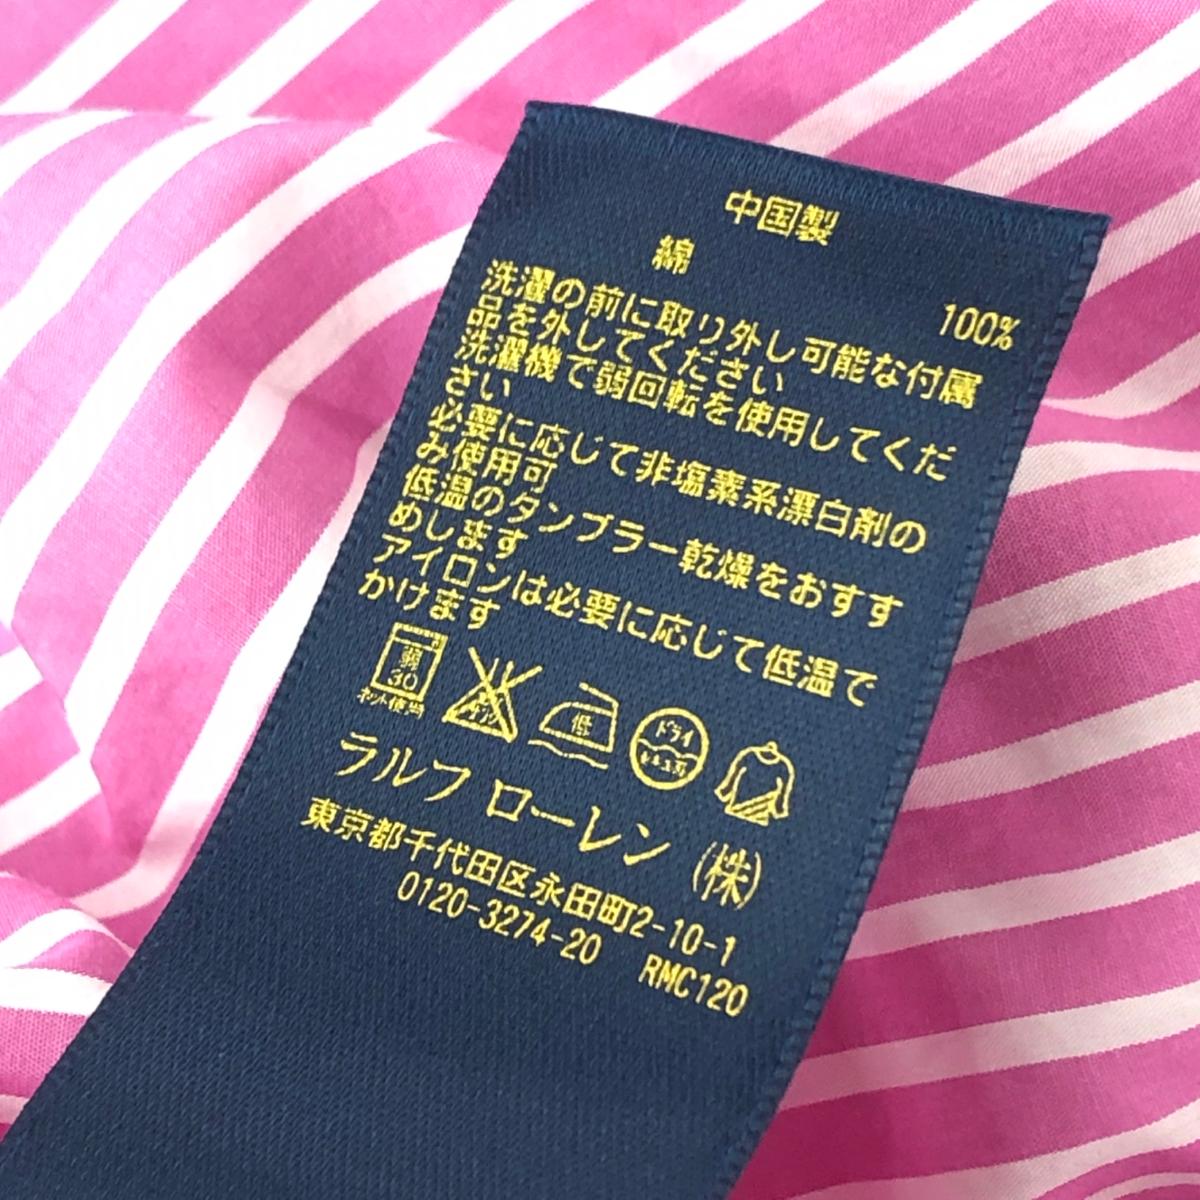 中国製
綿 100%
洗濯の前に取り外し可能な付属
品を外してください
洗濯機で弱回転を使用してくだ
さい
必要に応じて非塩素系漂白剤の
み使用可
低温のタンブラー乾燥をおすす
めします
アイロンは必要に応じて低温で
かけます
弱
30
ネット使用
低
ドライ
ラルフ ローレン (株)
東京都千代田区永田町2-10-1
0120-3274-20 RMC120